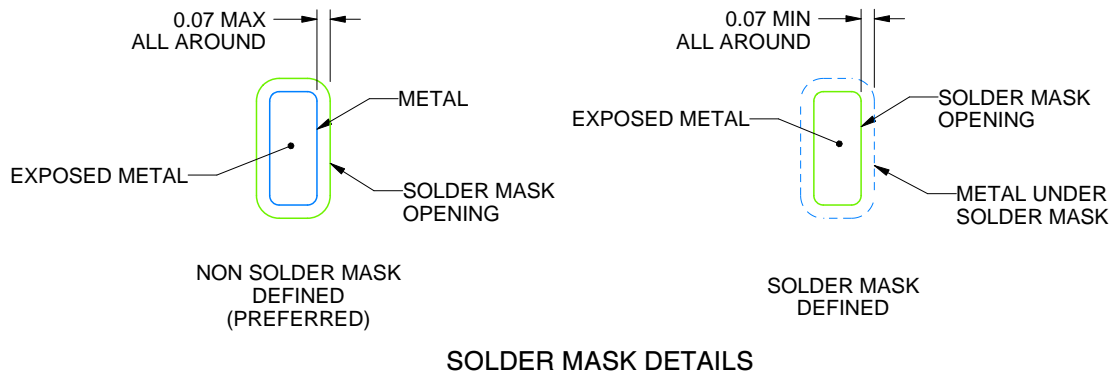 0.07 MAX
ALL AROUND
METAL
EXPOSED METAL
SOLDER MASK
OPENING
NON SOLDER MASK
DEFINED
(PREFERRED)
0.07 MIN
ALL AROUND
EXPOSED METAL
SOLDER MASK
OPENING
METAL UNDER
SOLDER MASK
SOLDER MASK
DEFINED
SOLDER MASK DETAILS